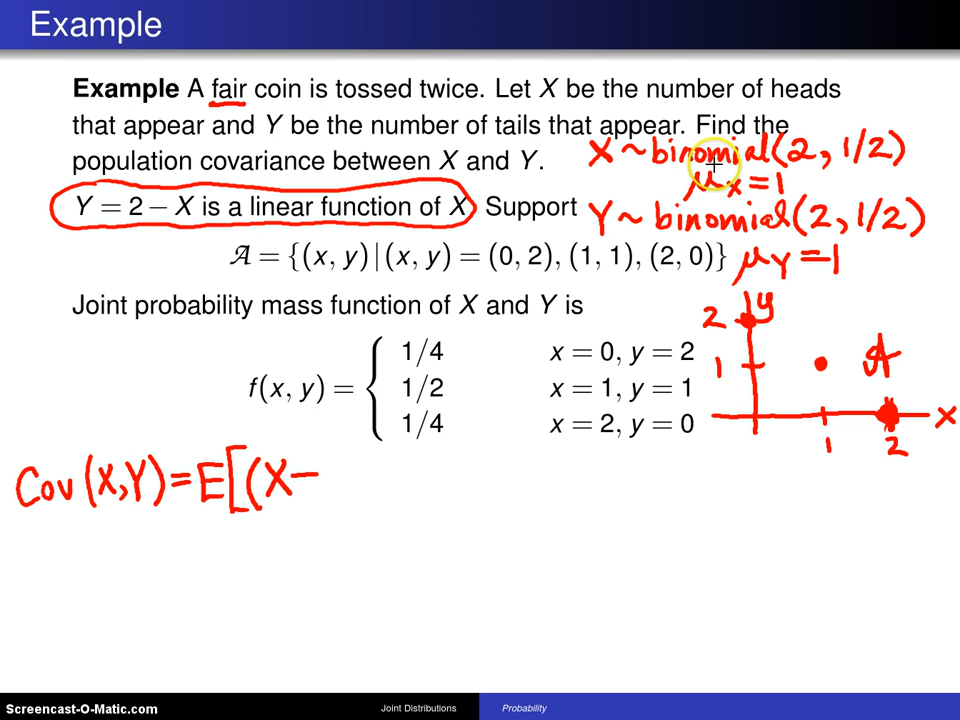 Example
Example A fair coin is tossed twice. Let X be the number of heads
that appear and Y be the number of tails that appear. Find the
population covariance between X and Y.
X ~ binomial(2, 1/2)
μx = 1
Y = 2 − X is a linear function of X. Support
Y ~ binomial(2, 1/2)
𝒜 = {(x, y) | (x, y) = (0, 2), (1, 1), (2, 0)}
μY = 1
Joint probability mass function of X and Y is
f(x, y) = { 1/4 x = 0, y = 2
1/2 x = 1, y = 1
1/4 x = 2, y = 0
y
2
1
𝒜
x
1
2
Cov(X,Y) = E[(X −
Screencast-O-Matic.com
Joint Distributions
Probability